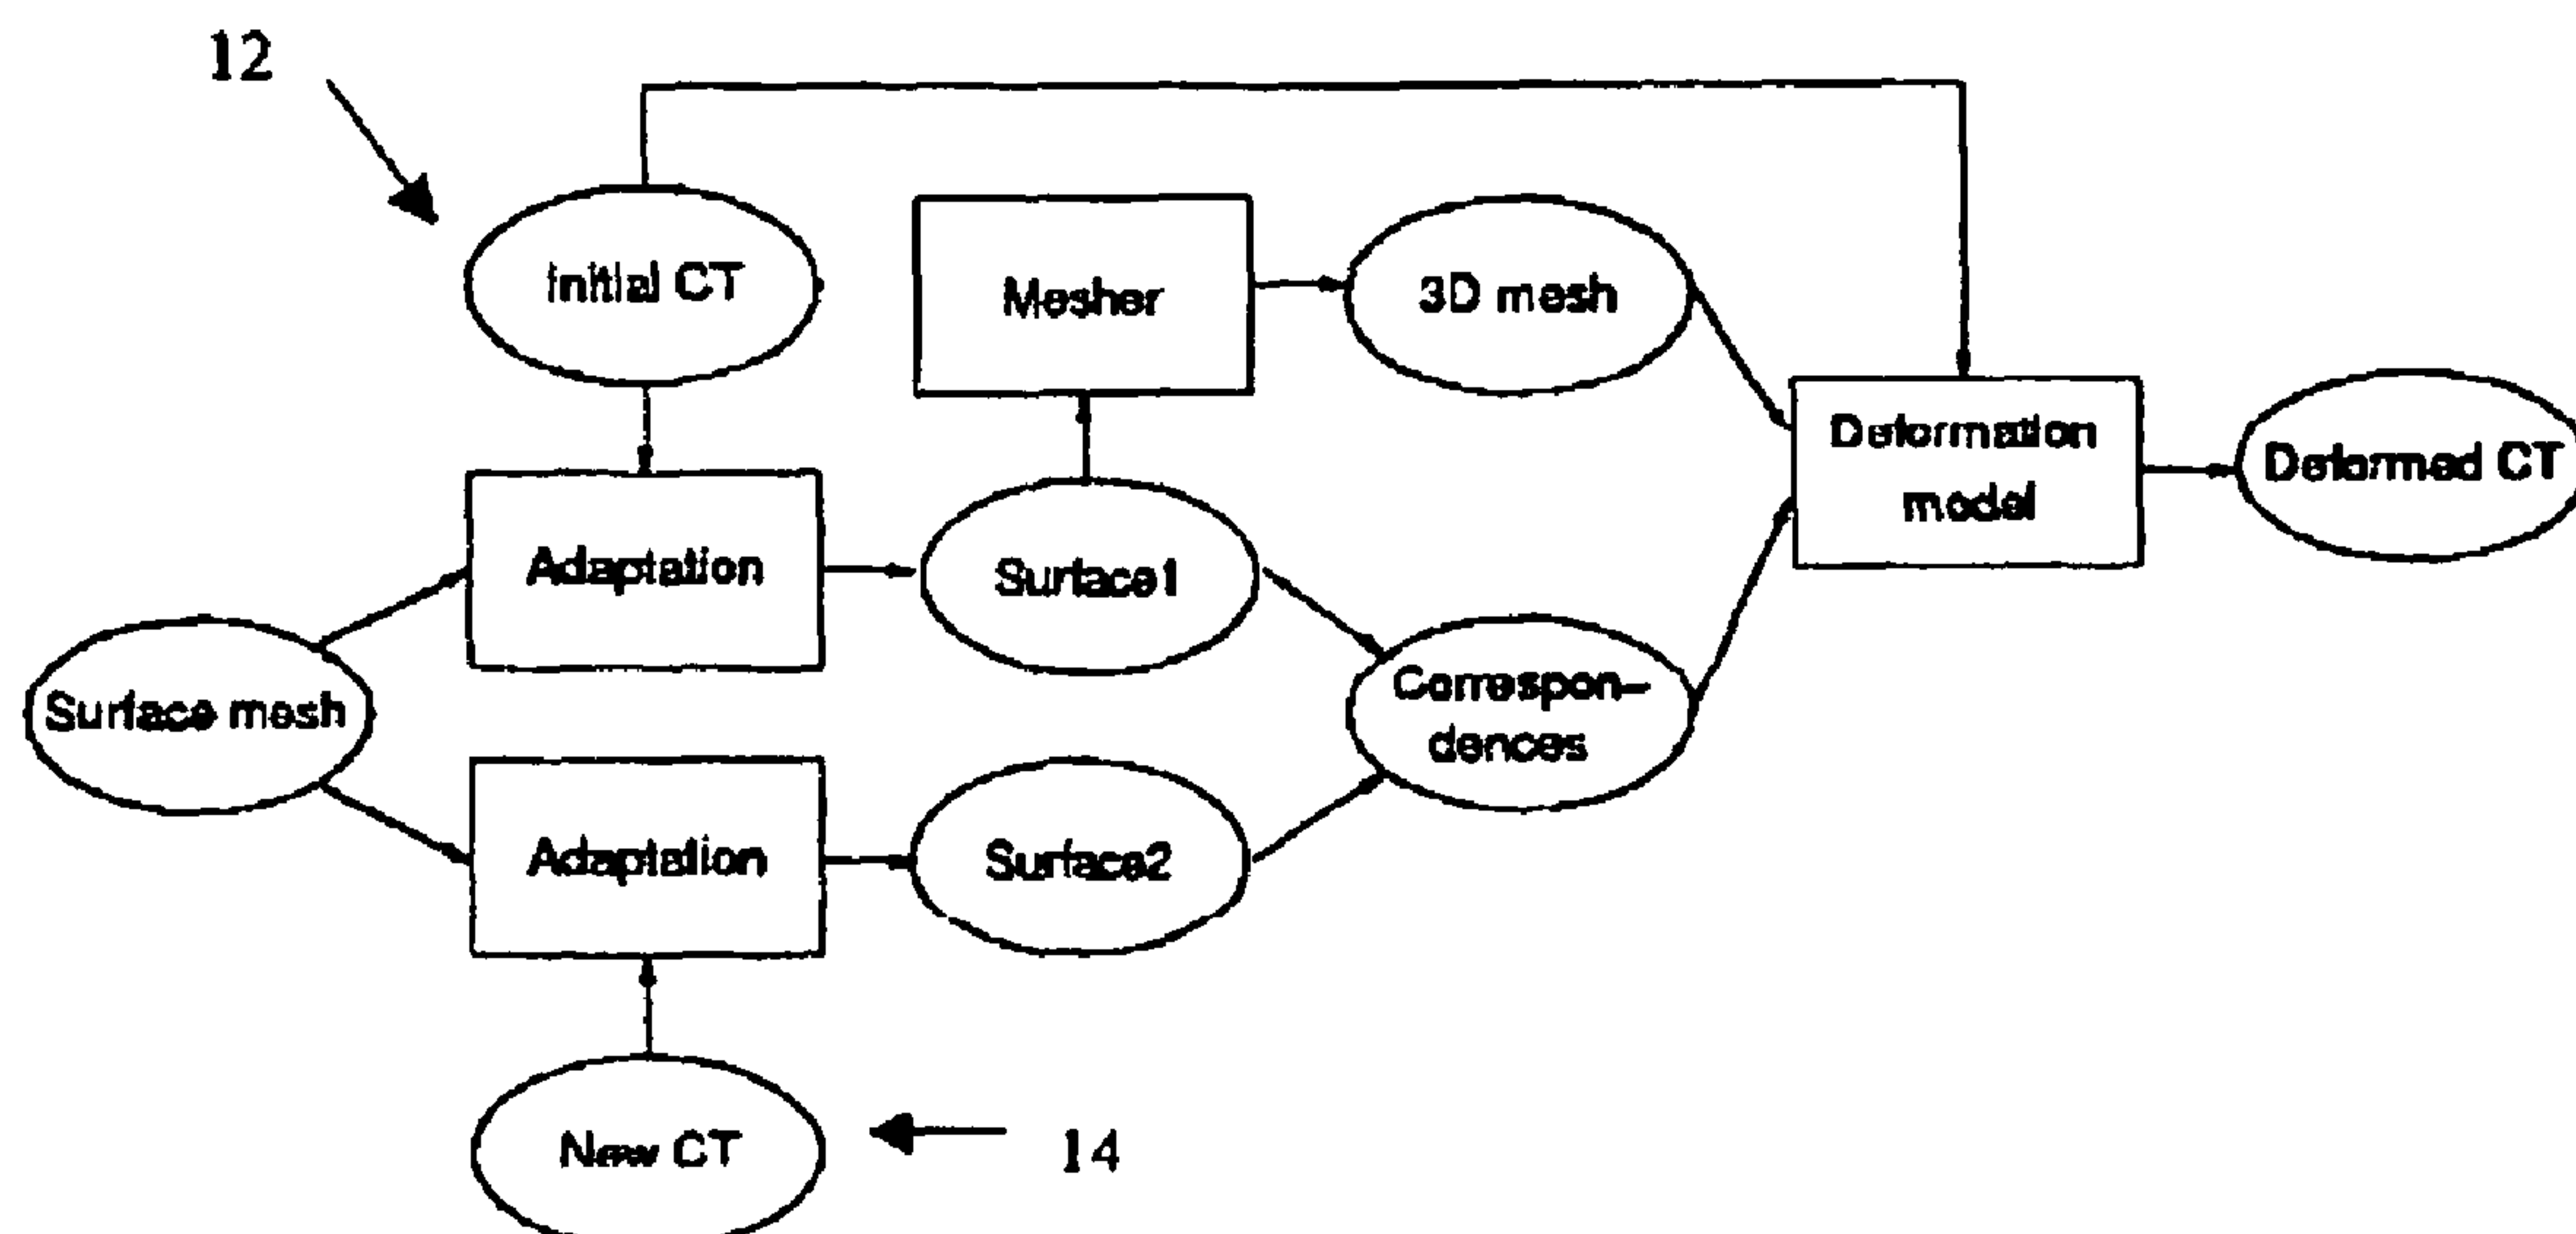 12
Initial CT
Mesher
3D mesh
Deformation
model
Deformed CT
Adaptation
Surface1
Surface mesh
Correspon-
dences
Adaptation
Surface2
New CT
14